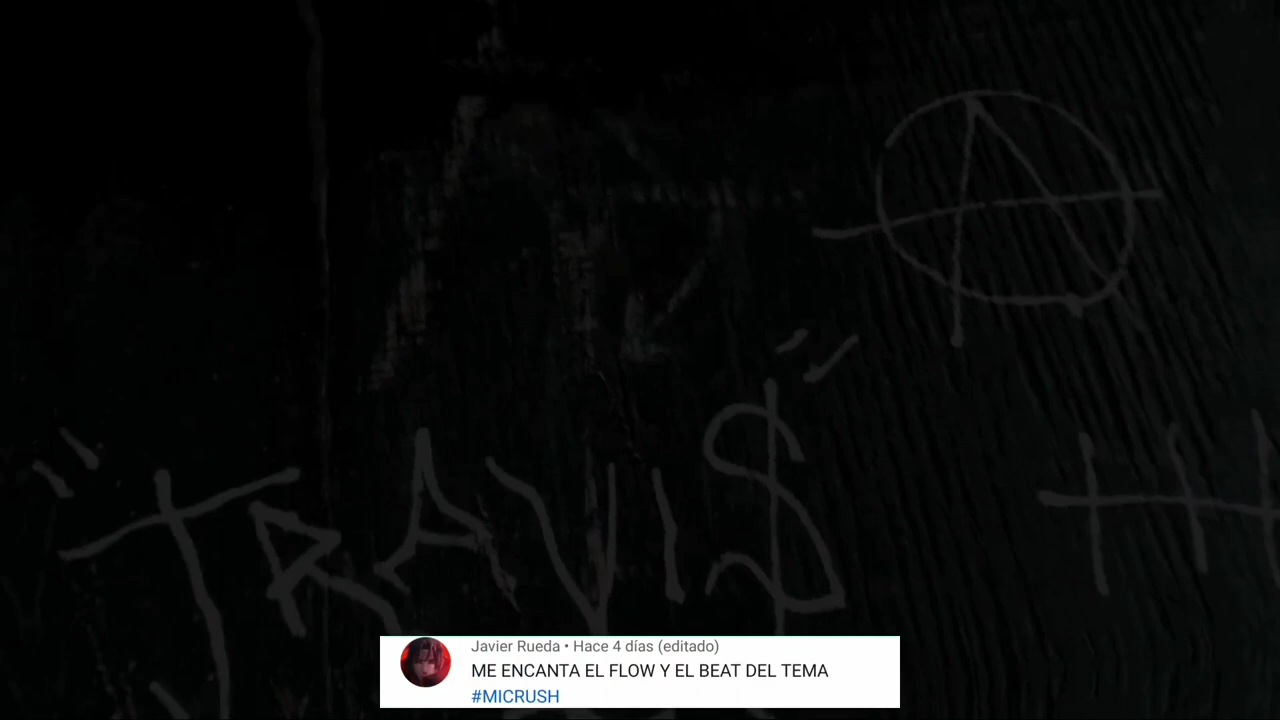 "TRAVI$"
Javier Rueda • Hace 4 días (editado)
ME ENCANTA EL FLOW Y EL BEAT DEL TEMA
#MICRUSH